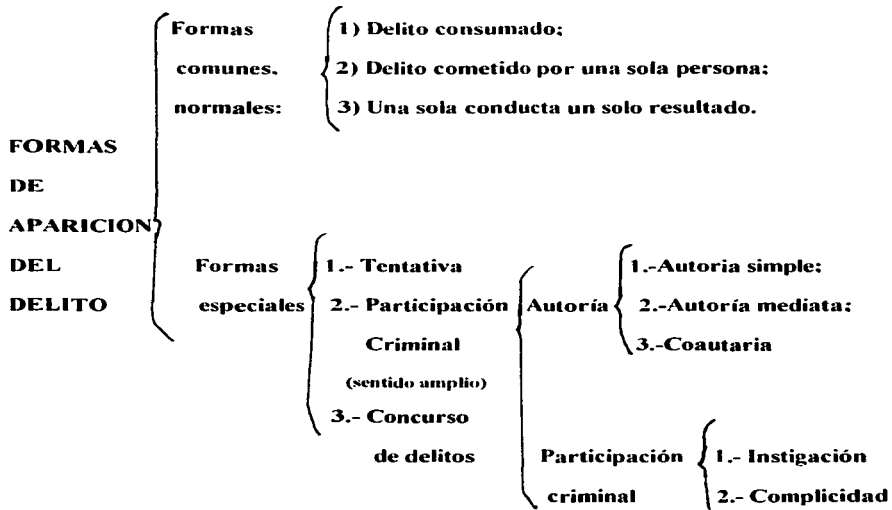 FORMAS
DE
APARICION
DEL
DELITO
Formas
comunes.
normales:
1) Delito consumado;
2) Delito cometido por una sola persona;
3) Una sola conducta un solo resultado.
Formas
especiales
1.- Tentativa
2.- Participación
Criminal
(sentido amplio)
3.- Concurso
de delitos
Autoría
1.-Autoria simple;
2.-Autoría mediata;
3.-Coautaria
Participación
criminal
1.- Instigación
2.- Complicidad